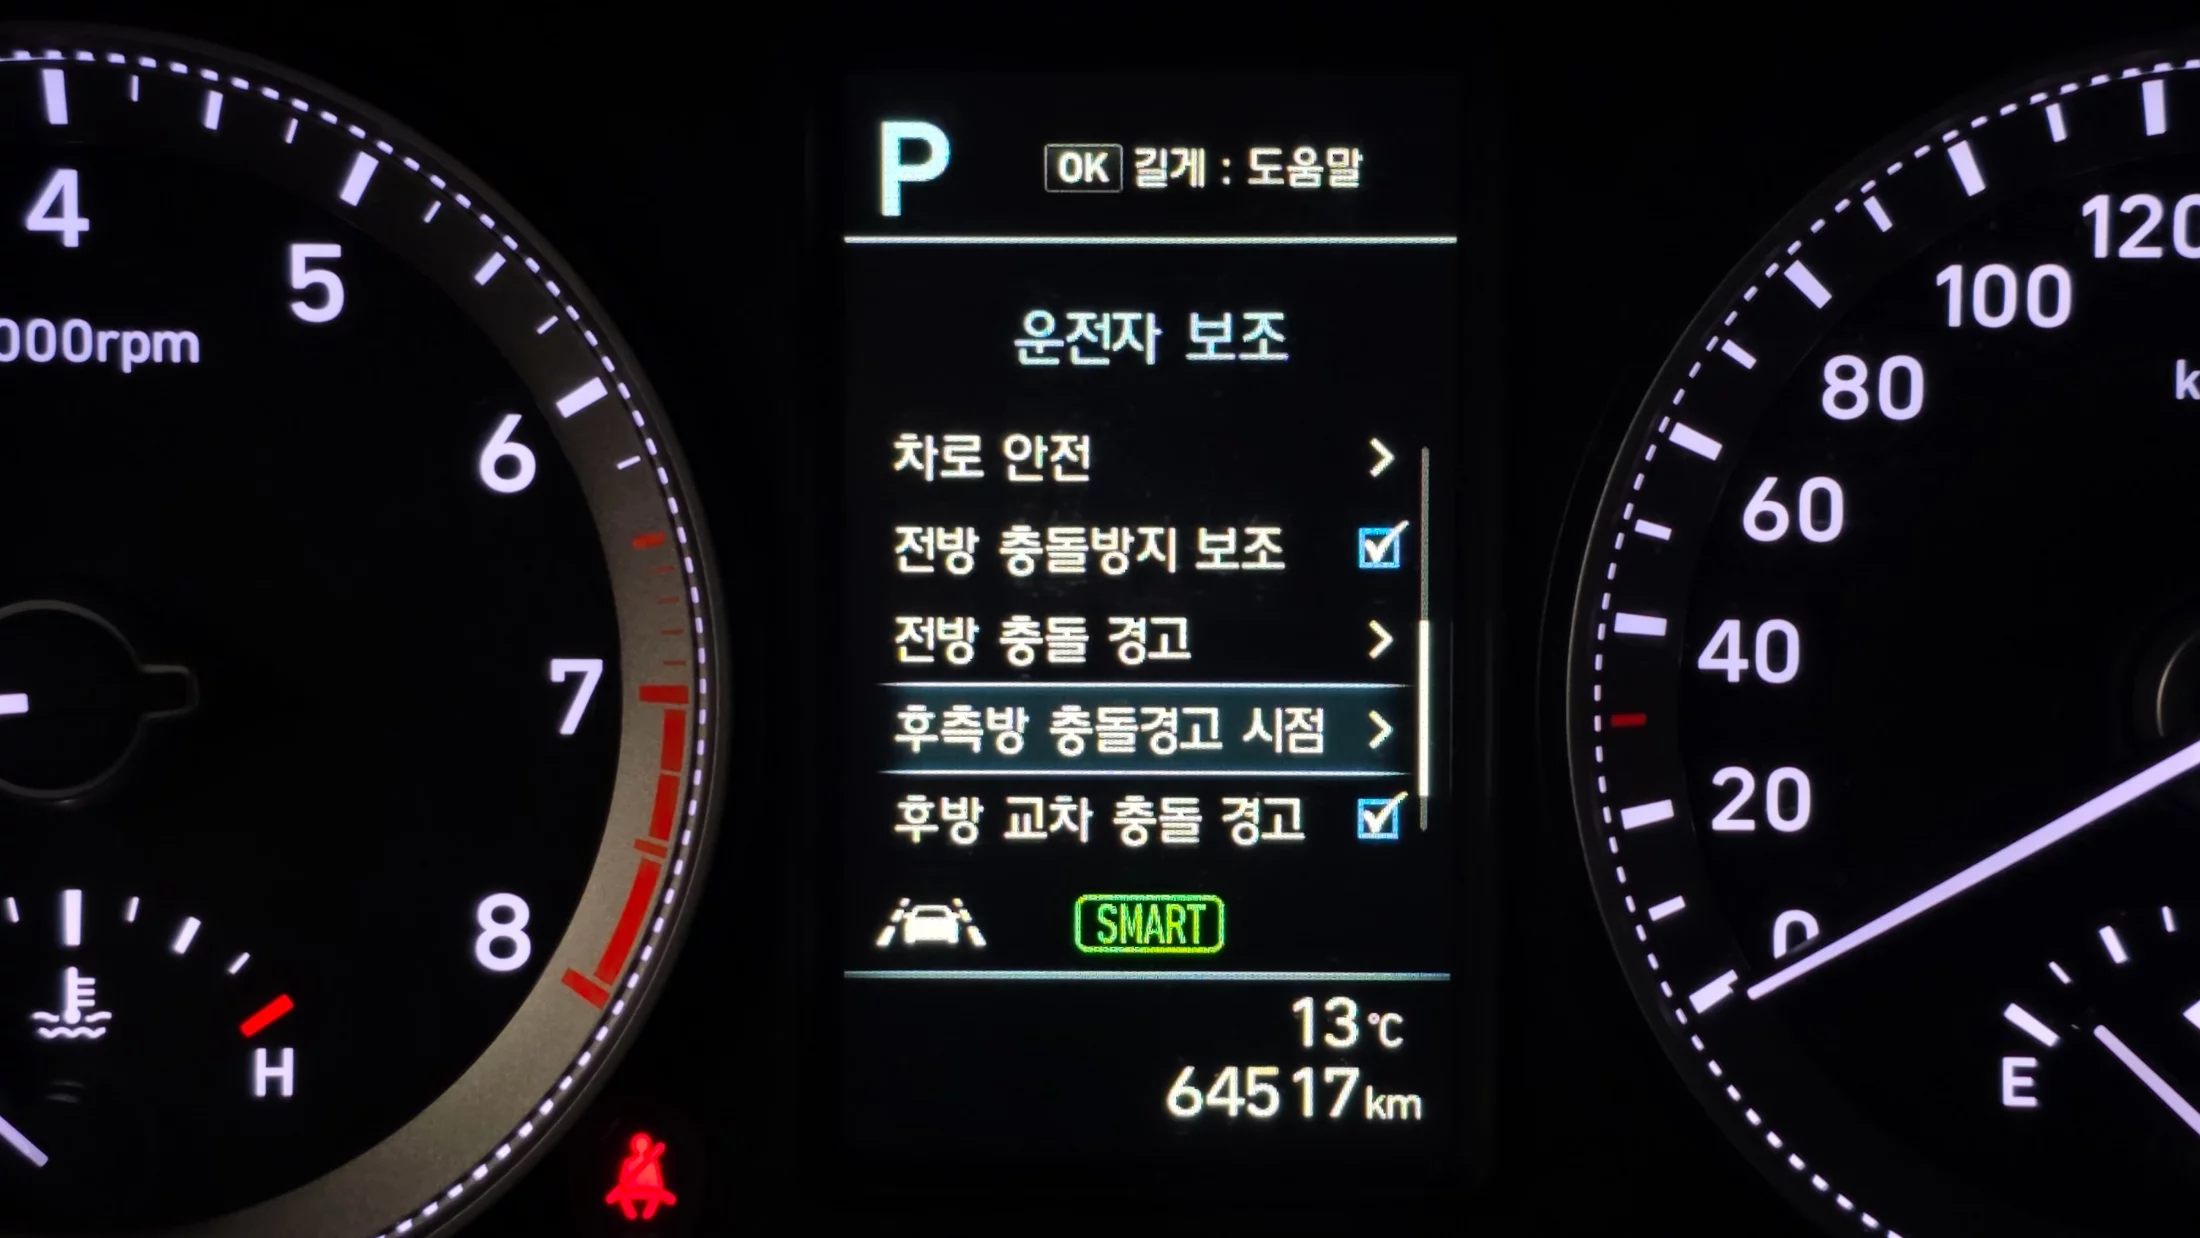 P
OK 길게 : 도움말
운전자 보조
차로 안전
전방 충돌방지 보조
전방 충돌 경고
후측방 충돌경고 시점
후방 교차 충돌 경고
SMART
13℃
64517km
4
5
000rpm
6
7
8
H
120
100
80
60
40
20
0
E